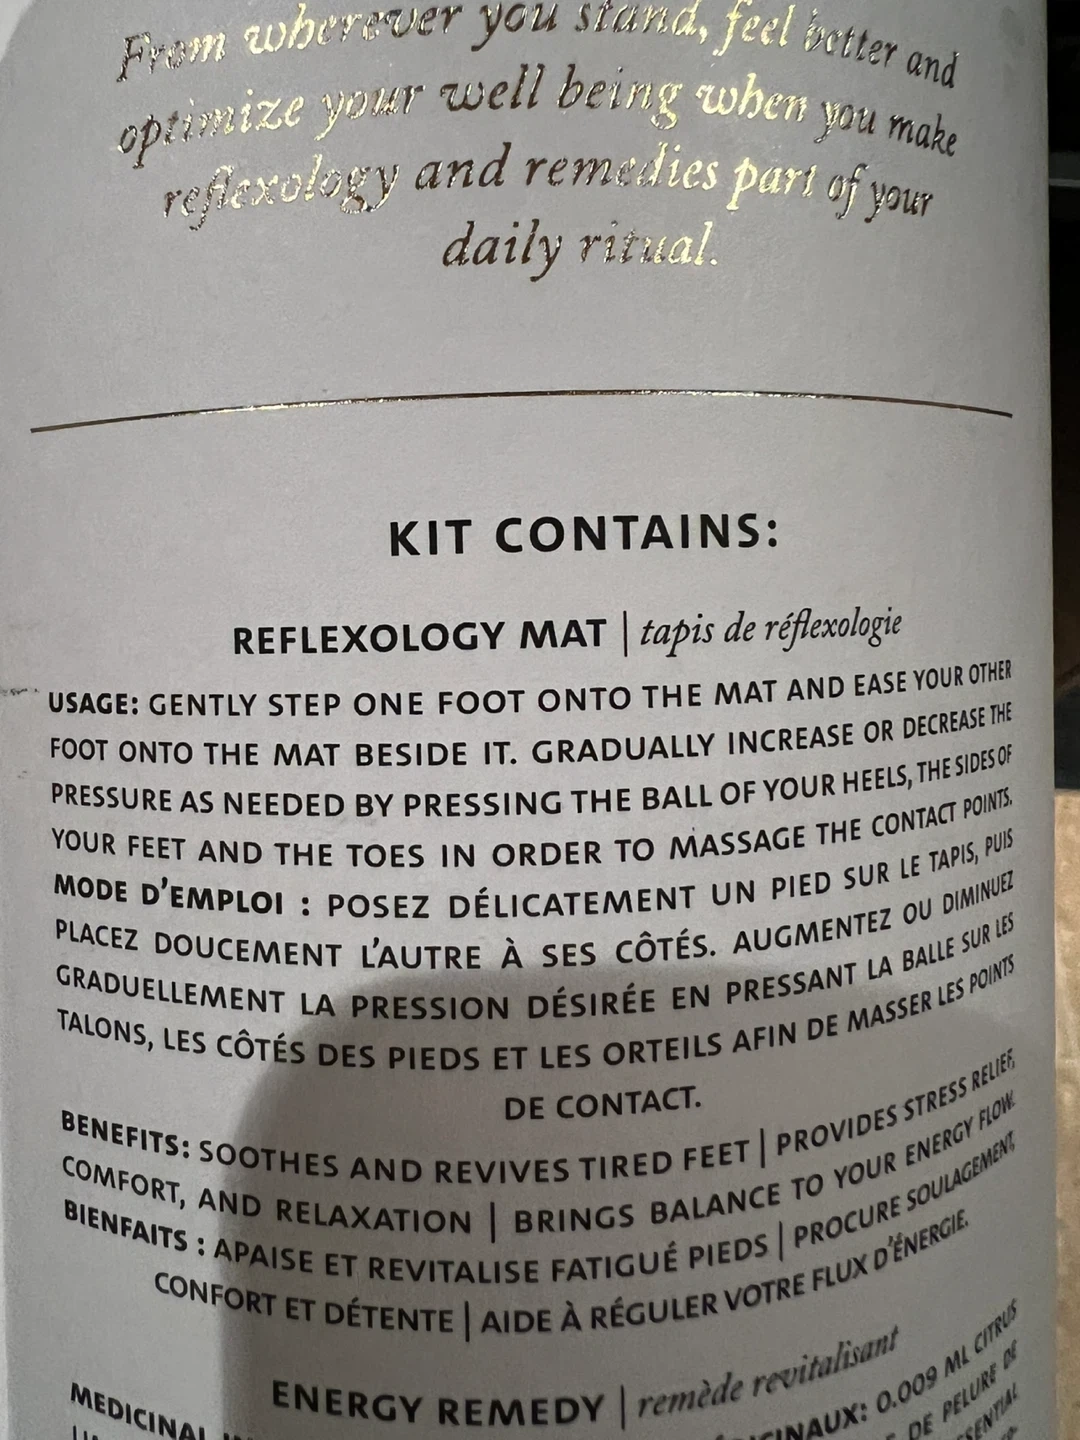 From wherever you stand, feel better and
optimize your well being when you make
reflexology and remedies part of your
daily ritual.
KIT CONTAINS:
REFLEXOLOGY MAT | tapis de réflexologie
USAGE: GENTLY STEP ONE FOOT ONTO THE MAT AND EASE YOUR OTHER
FOOT ONTO THE MAT BESIDE IT. GRADUALLY INCREASE OR DECREASE THE
PRESSURE AS NEEDED BY PRESSING THE BALL OF YOUR HEELS, THE SIDES OF
YOUR FEET AND THE TOES IN ORDER TO MASSAGE THE CONTACT POINTS.
MODE D'EMPLOI : POSEZ DÉLICATEMENT UN PIED SUR LE TAPIS, PUIS
PLACEZ DOUCEMENT L'AUTRE À SES CÔTÉS. AUGMENTEZ OU DIMINUEZ
GRADUELLEMENT LA PRESSION DÉSIRÉE EN PRESSANT LA BALLE SUR LES
TALONS, LES CÔTÉS DES PIEDS ET LES ORTEILS AFIN DE MASSER LES POINTS
DE CONTACT.
BENEFITS: SOOTHES AND REVIVES TIRED FEET | PROVIDES STRESS RELIEF,
COMFORT, AND RELAXATION | BRINGS BALANCE TO YOUR ENERGY FLOW.
BIENFAITS : APAISE ET REVITALISE FATIGUÉ PIEDS | PROCURE SOULAGEMENT,
CONFORT ET DÉTENTE | AIDE À RÉGULER VOTRE FLUX D'ÉNERGIE.
ENERGY REMEDY | remède revitalisant
MEDICINAL 0.009 ML CITRUS
DE PELURE DE